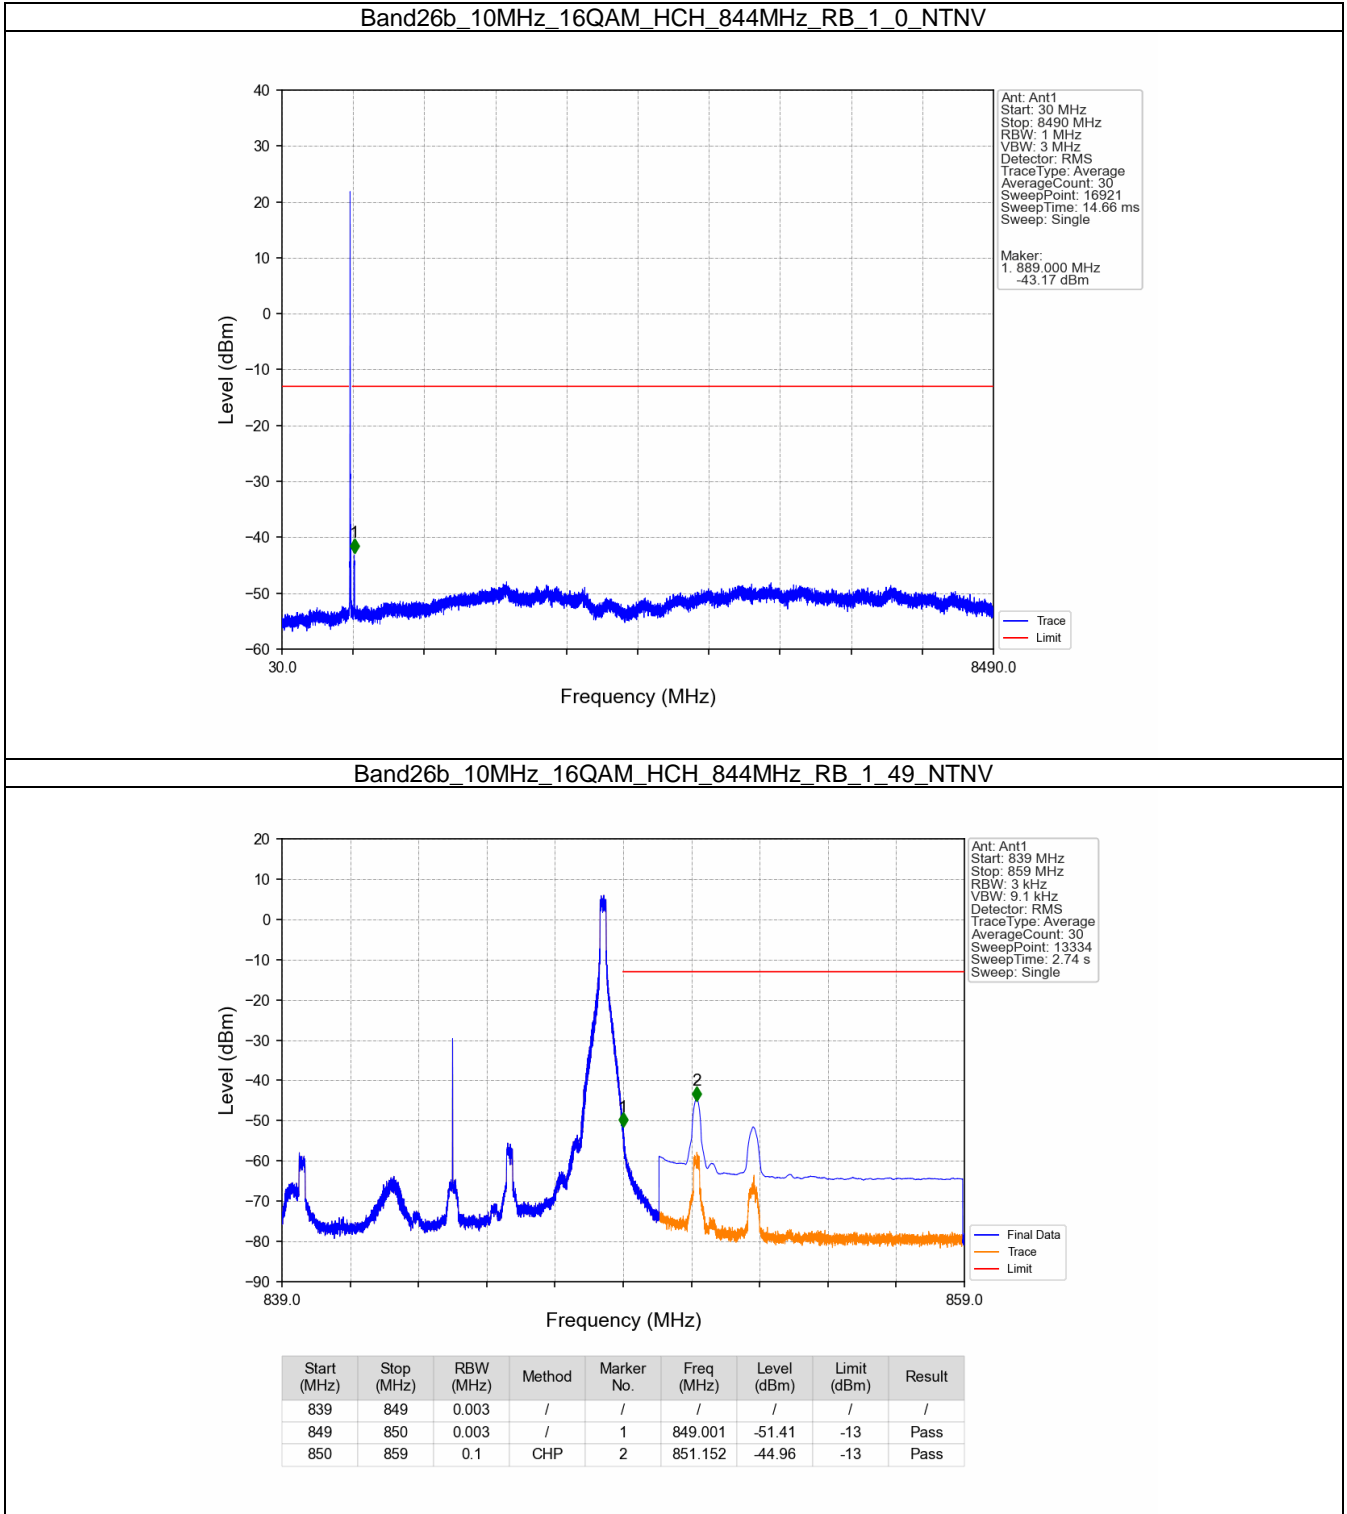 Band26b_10MHz_16QAM_HCH_844MHz_RB_1_0_NTNV
Ant: Ant1
Start: 30 MHz
Stop: 8490 MHz
RBW: 1 MHz
VBW: 3 MHz
Detector: RMS
TraceType: Average
AverageCount: 30
SweepPoint: 16921
SweepTime: 14.66 ms
Sweep: Single
Maker:
1. 889.000 MHz
-43.17 dBm
40
30
20
10
0
−10
−20
−30
−40
−50
−60
Level (dBm)
1
Trace
Limit
30.0
8490.0
Frequency (MHz)
Band26b_10MHz_16QAM_HCH_844MHz_RB_1_49_NTNV
Ant: Ant1
Start: 839 MHz
Stop: 859 MHz
RBW: 3 kHz
VBW: 9.1 kHz
Detector: RMS
TraceType: Average
AverageCount: 30
SweepPoint: 13334
SweepTime: 2.74 s
Sweep: Single
20
10
0
−10
−20
−30
−40
−50
−60
−70
−80
−90
Level (dBm)
1
2
Final Data
Trace
Limit
839.0
859.0
Frequency (MHz)
Start (MHz) Stop (MHz) RBW (MHz) Method Marker No. Freq (MHz) Level (dBm) Limit (dBm) Result
839 849 0.003 / / / / / /
849 850 0.003 / 1 849.001 -51.41 -13 Pass
850 859 0.1 CHP 2 851.152 -44.96 -13 Pass